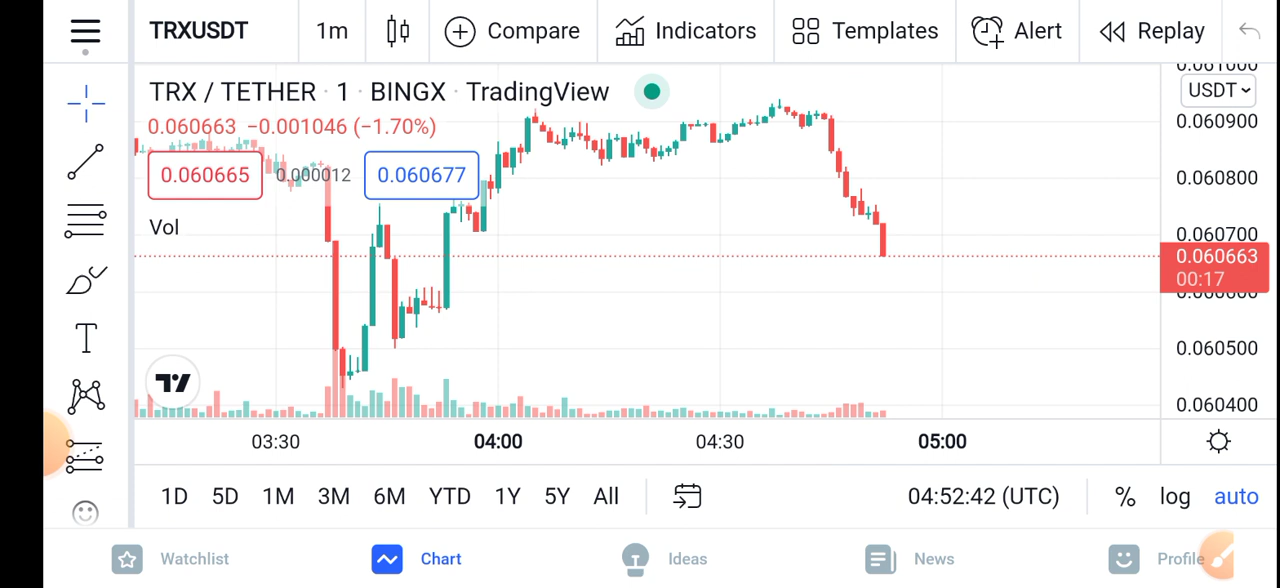 TRXUSDT 1m Compare Indicators Templates Alert Replay
TRX / TETHER · 1 · BINGX · TradingView
0.061000
USDT
0.060663 −0.001046 (−1.70%)
0.060900
0.060665 0.000012 0.060677
0.060800
Vol
0.060700
0.060663
00:17
0.060600
0.060500
0.060400
03:30 04:00 04:30 05:00
1D 5D 1M 3M 6M YTD 1Y 5Y All 04:52:42 (UTC) % log auto
Watchlist Chart Ideas News Profile